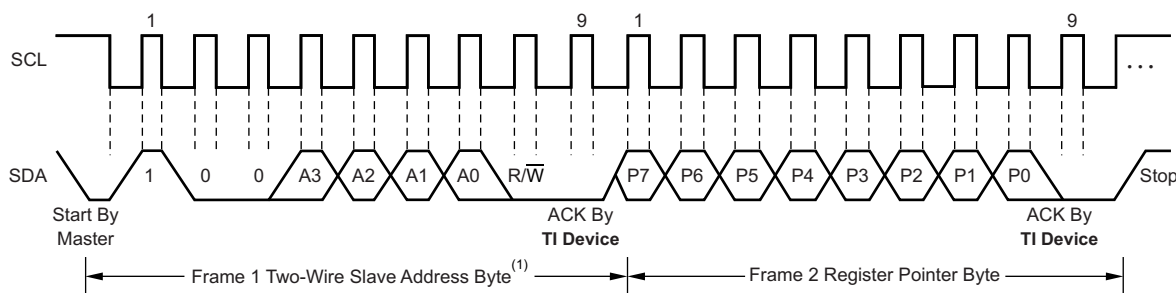 1 9 1 9
SCL
...
SDA 1 0 0 A3 A2 A1 A0 R/W̅ P7 P6 P5 P4 P3 P2 P1 P0 Stop
Start By
Master
ACK By
TI Device
ACK By
TI Device
Frame 1 Two-Wire Slave Address Byte(1)
Frame 2 Register Pointer Byte